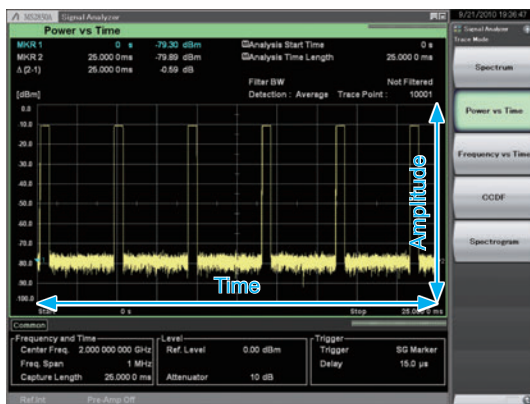 MS2830A Signal Analyzer
9/21/2010 19:26:47
Power vs Time
MKR 1 0 s -79.30 dBm Analysis Start Time 0 s
MKR 2 25.000 0ms -79.89 dBm Analysis Time Length 25.000 0 ms
Δ (2-1) 25.000 0ms -0.59 dB
Filter BW Not Filtered
Detection : Average Trace Point : 10001
[dBm]
0.0
-10.0
-20.0
-30.0
-40.0
-50.0
-60.0
-70.0
-80.0
-90.0
-100.0
Amplitude
Time
Start 0 s Stop 25.000 0 ms
Common
Frequency and Time
Center Freq. 2.000 000 000 GHz
Freq. Span 1 MHz
Capture Length 25.000 0 ms
Level
Ref. Level 0.00 dBm
Attenuator 10 dB
Trigger
Trigger SG Marker
Delay 15.0 µs
Ref.Int Pre-Amp Off
Signal Analyzer
Trace Mode
Spectrum
Power vs Time
Frequency vs Time
CCDF
Spectrogram